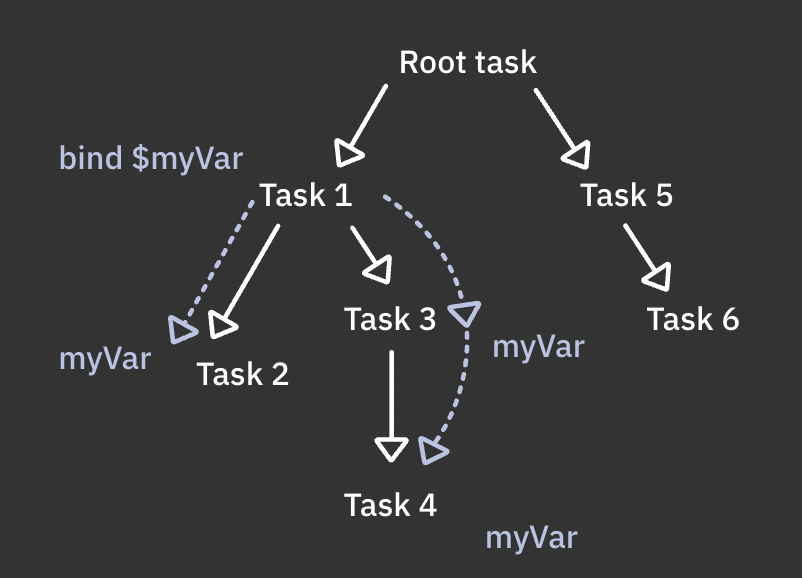 Root task
bind $myVar
Task 1
Task 5
Task 3
Task 6
myVar
myVar
Task 2
Task 4
myVar